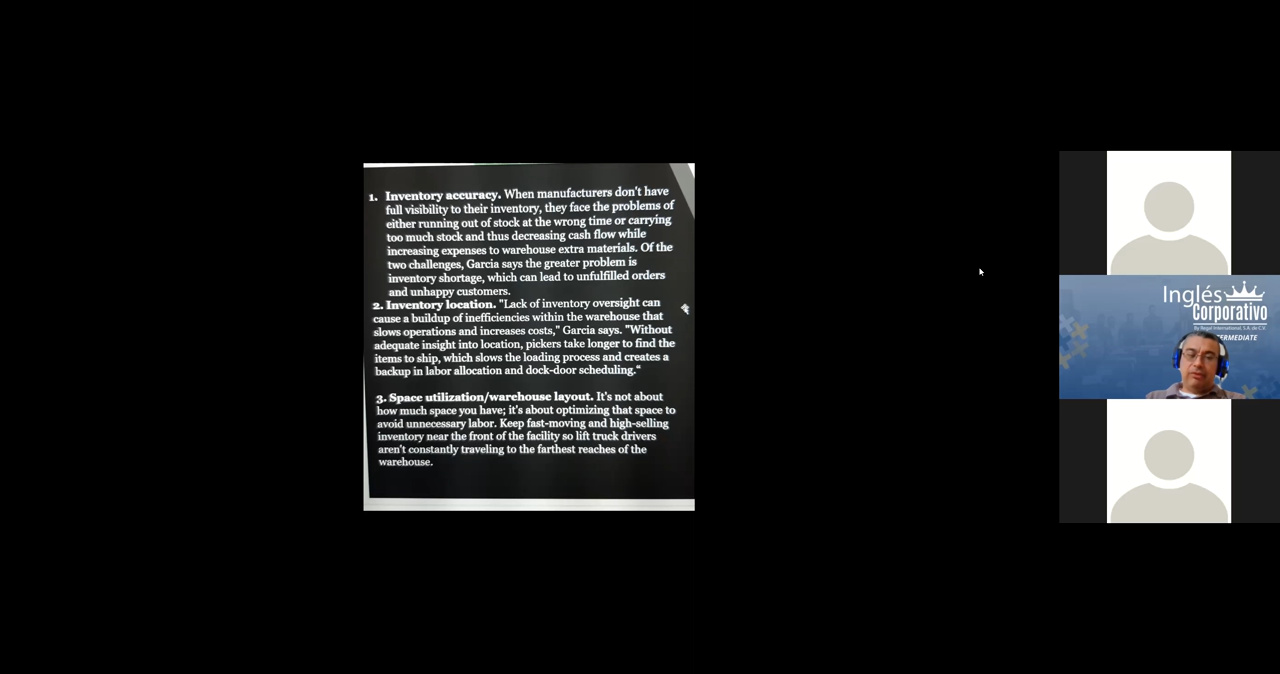 1. Inventory accuracy. When manufacturers don't have
full visibility to their inventory, they face the problems of
either running out of stock at the wrong time or carrying
too much stock and thus decreasing cash flow while
increasing expenses to warehouse extra materials. Of the
two challenges, Garcia says the greater problem is
inventory shortage, which can lead to unfulfilled orders
and unhappy customers.
2. Inventory location. "Lack of inventory oversight can
cause a buildup of inefficiencies within the warehouse that
slows operations and increases costs," Garcia says. "Without
adequate insight into location, pickers take longer to find the
items to ship, which slows the loading process and creates a
backup in labor allocation and dock-door scheduling."
3. Space utilization/warehouse layout. It's not about
how much space you have; it's about optimizing that space to
avoid unnecessary labor. Keep fast-moving and high-selling
inventory near the front of the facility so lift truck drivers
aren't constantly traveling to the farthest reaches of the
warehouse.
Inglés
Corporativo
By Regal International, S.A. de C.V.